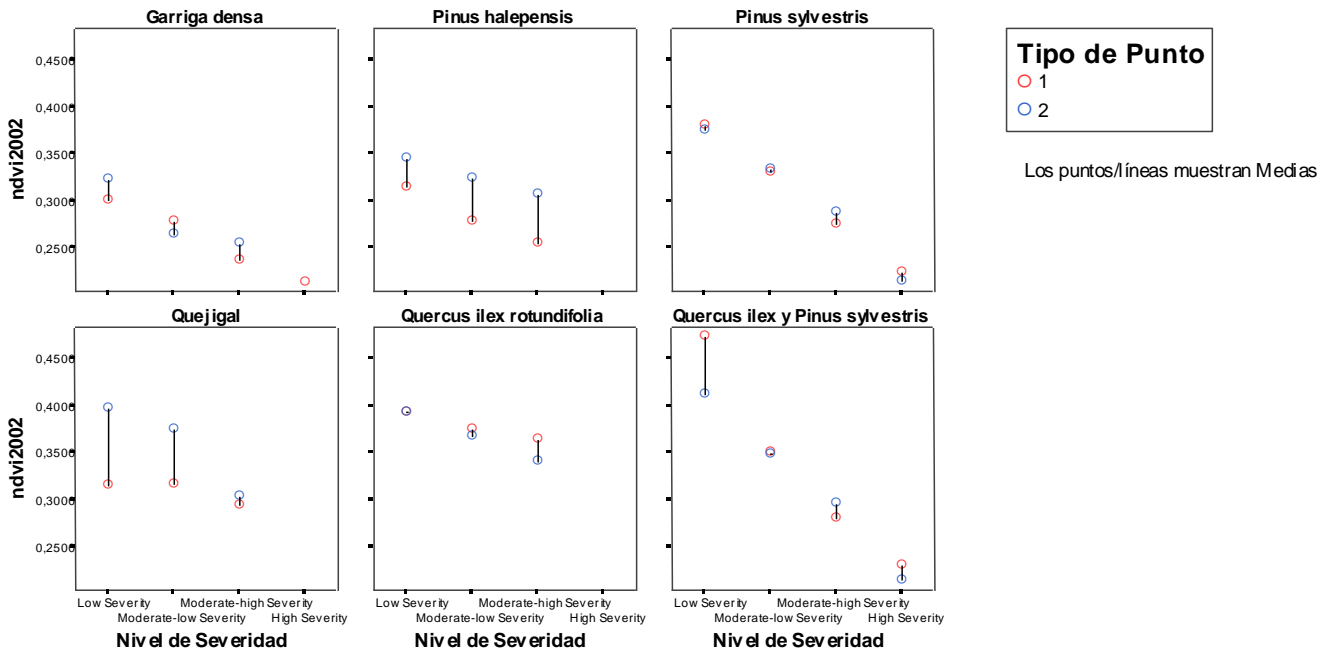 Garriga densa
Pinus halepensis
Pinus sylvestris
0,4500
0,4000
0,3500
0,3000
0,2500
ndvi2002
Quejigal
Quercus ilex rotundifolia
Quercus ilex y Pinus sylvestris
0,4500
0,4000
0,3500
0,3000
0,2500
ndvi2002
Low Severity
Moderate-low Severity
Moderate-high Severity
High Severity
Nivel de Severidad
Low Severity
Moderate-low Severity
Moderate-high Severity
High Severity
Nivel de Severidad
Low Severity
Moderate-low Severity
Moderate-high Severity
High Severity
Nivel de Severidad
Tipo de Punto
1
2
Los puntos/líneas muestran Medias